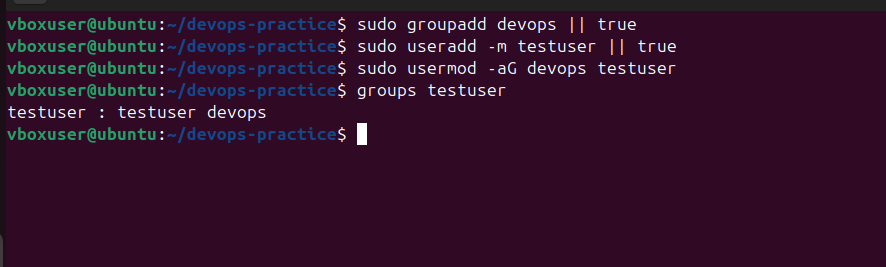 vboxuser@ubuntu:~/devops-practice$ sudo groupadd devops || true
vboxuser@ubuntu:~/devops-practice$ sudo useradd -m testuser || true
vboxuser@ubuntu:~/devops-practice$ sudo usermod -aG devops testuser
vboxuser@ubuntu:~/devops-practice$ groups testuser
testuser : testuser devops
vboxuser@ubuntu:~/devops-practice$